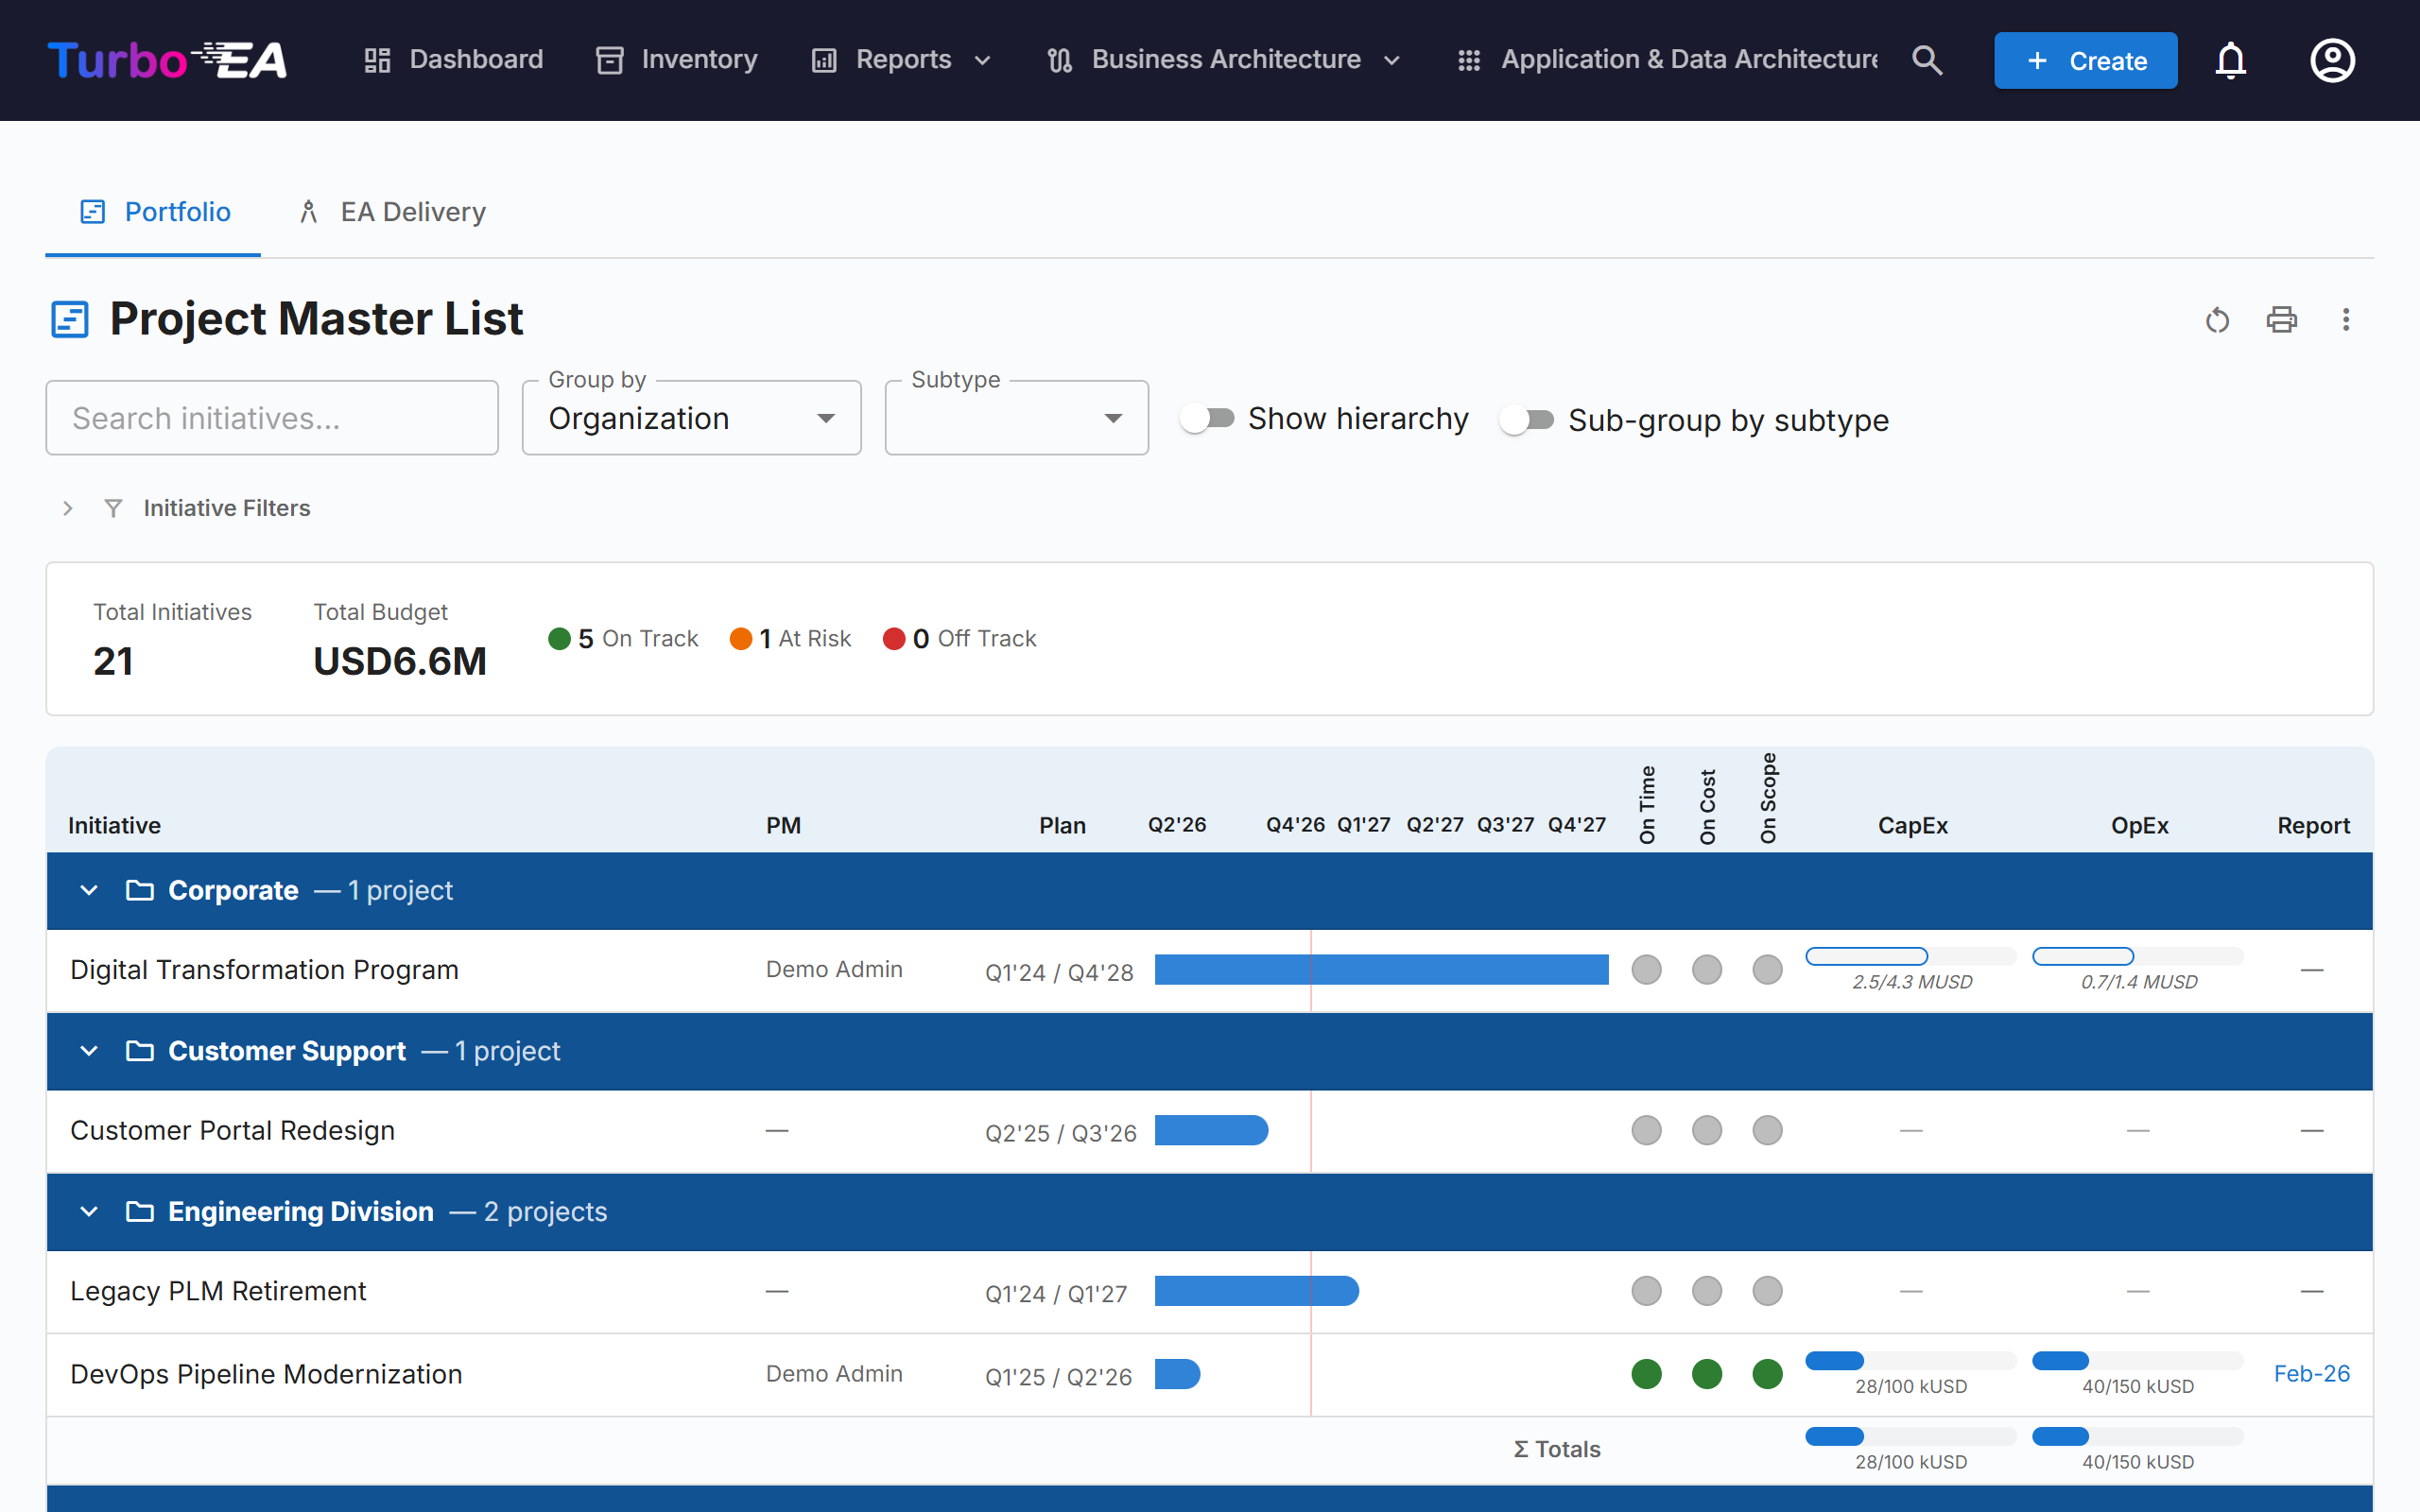 Turbo EA
Dashboard
Inventory
Reports
Business Architecture
Application & Data Architecture
Create
Portfolio
EA Delivery
Project Master List
Search initiatives...
Group by
Organization
Subtype
Show hierarchy
Sub-group by subtype
Initiative Filters
Total Initiatives
21
Total Budget
USD6.6M
5 On Track
1 At Risk
0 Off Track
Initiative PM Plan Q2'26 Q4'26 Q1'27 Q2'27 Q3'27 Q4'27 On Time On Cost On Scope CapEx OpEx Report
Corporate — 1 project
Digital Transformation Program Demo Admin Q1'24 / Q4'28 2.5/4.3 MUSD 0.7/1.4 MUSD —
Customer Support — 1 project
Customer Portal Redesign — Q2'25 / Q3'26 — — —
Engineering Division — 2 projects
Legacy PLM Retirement — Q1'24 / Q1'27 — — —
DevOps Pipeline Modernization Demo Admin Q1'25 / Q2'26 28/100 kUSD 40/150 kUSD Feb-26
Σ Totals 28/100 kUSD 40/150 kUSD